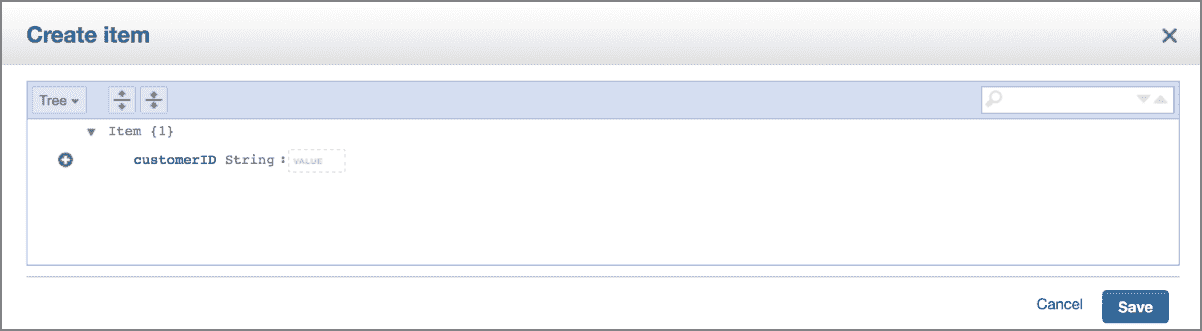 Create item
Tree
Item {1}
customerID String : VALUE
Cancel Save